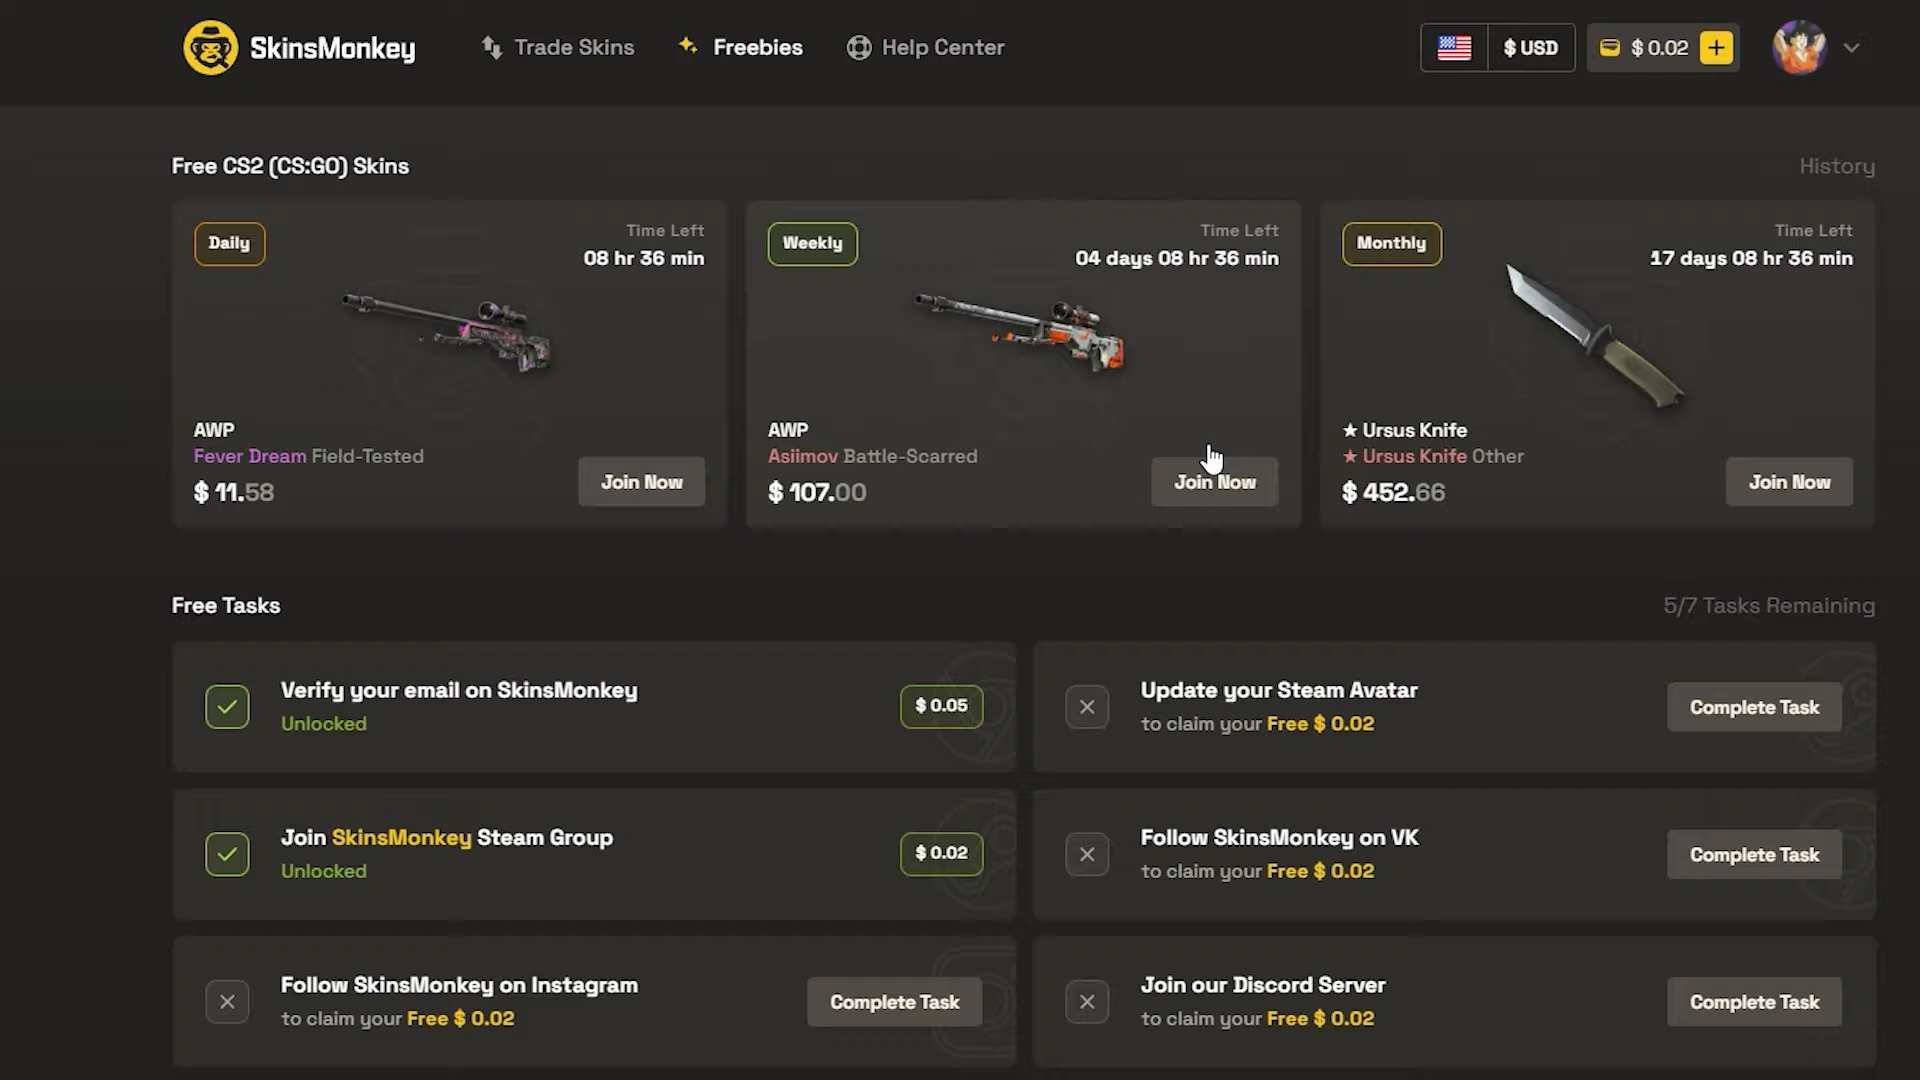 SkinsMonkey
Trade Skins
Freebies
Help Center
$ USD
$ 0.02
Free CS2 (CS:GO) Skins
History
Daily
Time Left
08 hr 36 min
AWP
Fever Dream Field-Tested
$ 11.58
Join Now
Weekly
Time Left
04 days 08 hr 36 min
AWP
Asiimov Battle-Scarred
$ 107.00
Join Now
Monthly
Time Left
17 days 08 hr 36 min
★ Ursus Knife
★ Ursus Knife Other
$ 452.66
Join Now
Free Tasks
5/7 Tasks Remaining
Verify your email on SkinsMonkey
Unlocked
$ 0.05
Update your Steam Avatar
to claim your Free $ 0.02
Complete Task
Join SkinsMonkey Steam Group
Unlocked
$ 0.02
Follow SkinsMonkey on VK
to claim your Free $ 0.02
Complete Task
Follow SkinsMonkey on Instagram
to claim your Free $ 0.02
Complete Task
Join our Discord Server
to claim your Free $ 0.02
Complete Task